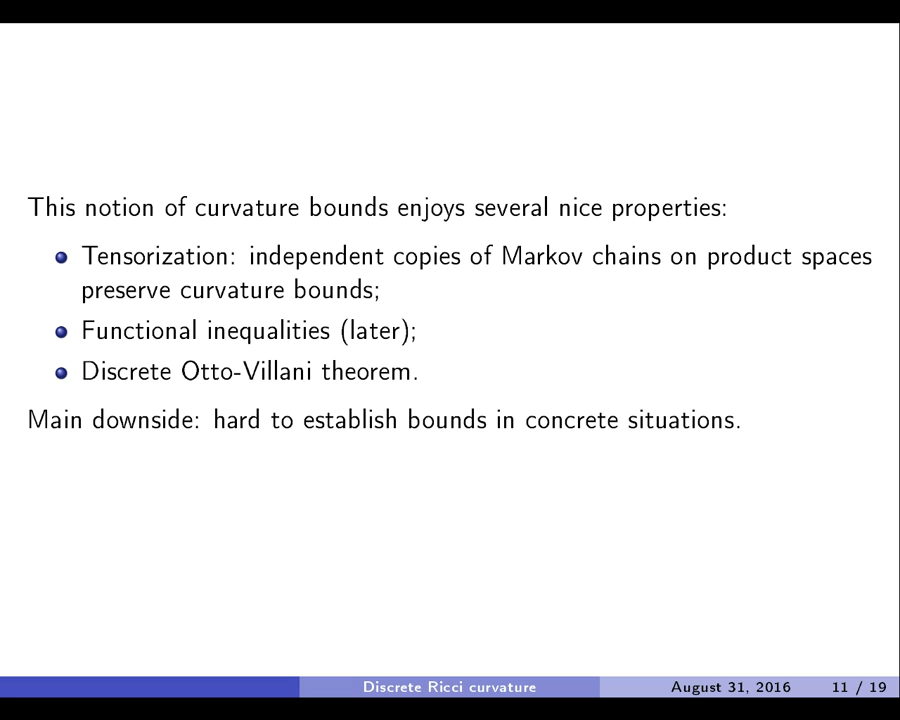 This notion of curvature bounds enjoys several nice properties:
Tensorization: independent copies of Markov chains on product spaces
preserve curvature bounds;
Functional inequalities (later);
Discrete Otto-Villani theorem.
Main downside: hard to establish bounds in concrete situations.
Discrete Ricci curvature August 31, 2016 11 / 19